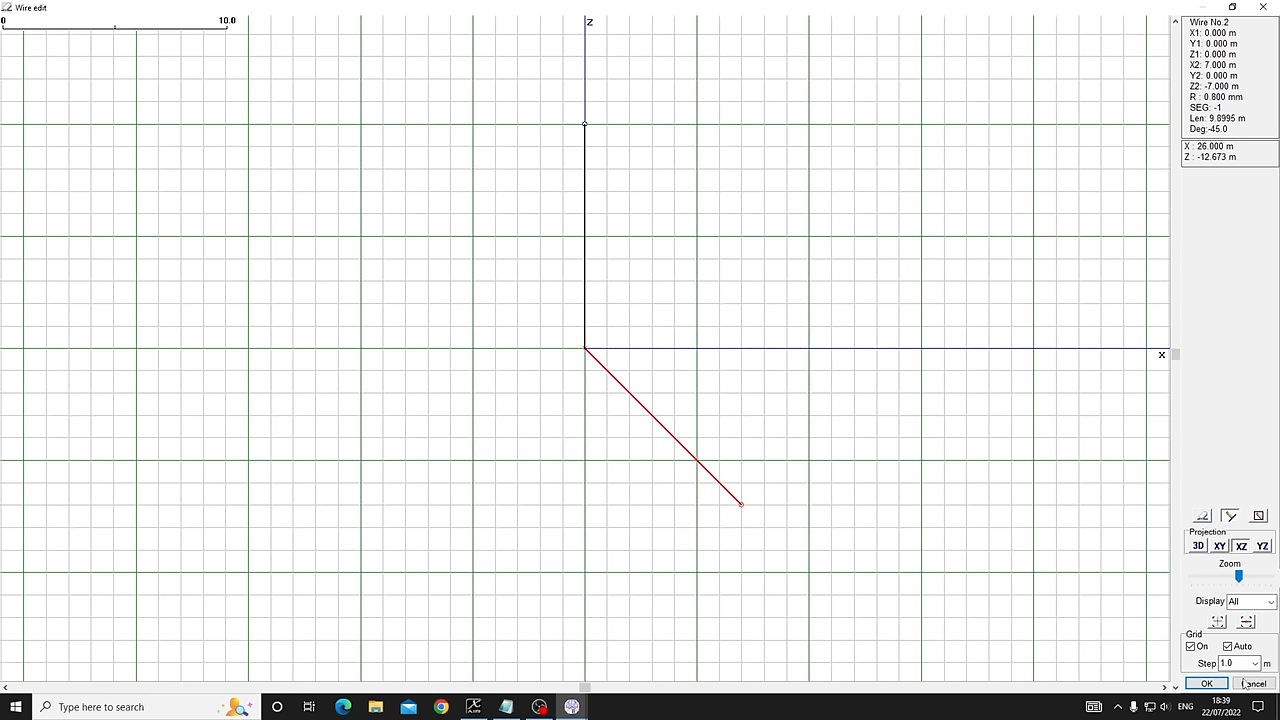 Wire edit
0 10.0
Z
X
Wire No.2
X1: 0.000 m
Y1: 0.000 m
Z1: 0.000 m
X2: 7.000 m
Y2: 0.000 m
Z2: -7.000 m
R : 0.800 mm
SEG: -1
Len: 9.8995 m
Deg:-45.0
X : 26.000 m
Z : -12.673 m
Projection
3D XY XZ YZ
Zoom
Display All
Grid
On Auto
Step 1.0 m
OK Cancel
Type here to search
ENG
18:39
22/07/2022